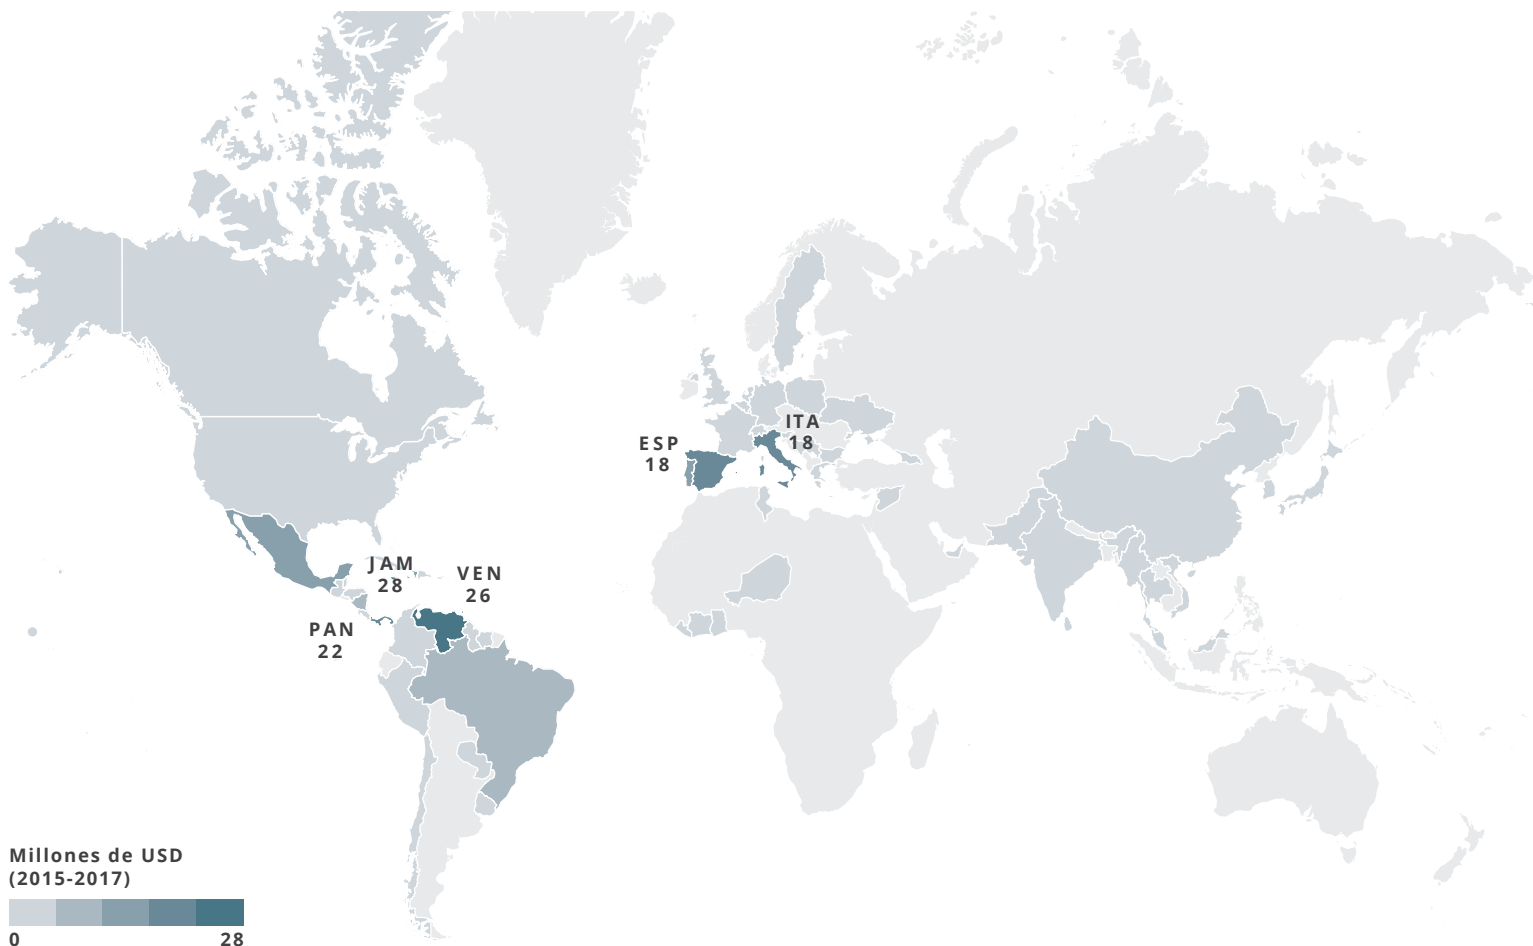 ITA
18
ESP
18
JAM
28
VEN
26
PAN
22
Millones de USD
(2015-2017)
0 28